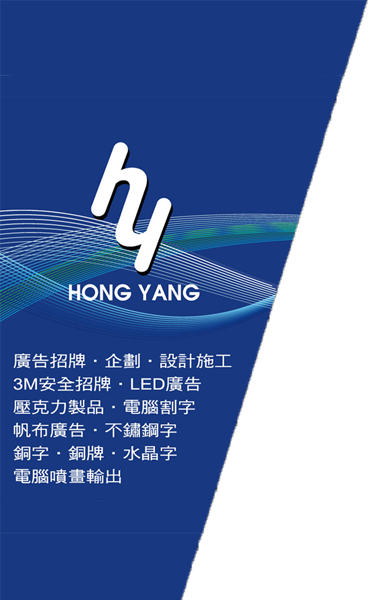 hy
HONG YANG
廣告招牌・企劃・設計施工
3M安全招牌・LED廣告
壓克力製品・電腦割字
帆布廣告・不鏽鋼字
銅字・銅牌・水晶字
電腦噴畫輸出